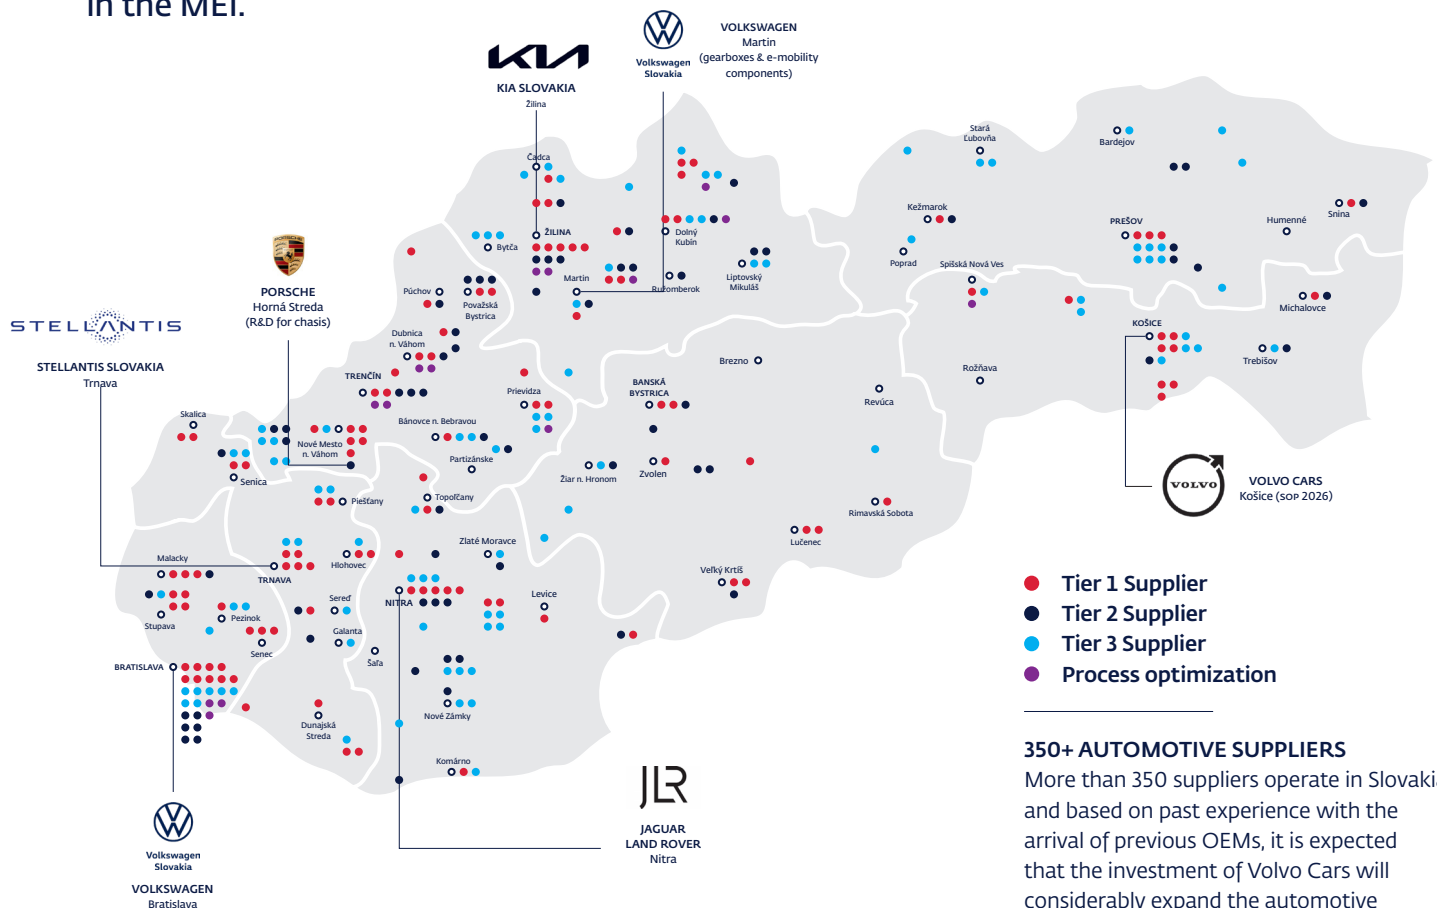 in the MEI.
KIA
KIA SLOVAKIA
Žilina
Volkswagen
Slovakia
VOLKSWAGEN
Martin
(gearboxes & e-mobility
components)
PORSCHE
PORSCHE
Horná Streda
(R&D for chasis)
STELLANTIS
STELLANTIS SLOVAKIA
Trnava
Čadca
Bytča
ŽILINA
Martin
Dolný
Kubín
Ružomberok
Liptovský
Mikuláš
Púchov
Považská
Bystrica
Dubnica
n. Váhom
TRENČÍN
Prievidza
Bánovce n. Bebravou
Partizánske
Skalica
Senica
Nové Mesto
n. Váhom
Piešťany
Topoľčany
Stará
Ľubovňa
Bardejov
Kežmarok
Poprad
Spišská Nová Ves
PREŠOV
Humenné
Snina
Michalovce
KOŠICE
Trebišov
Rožňava
Revúca
Brezno
BANSKÁ
BYSTRICA
Zvolen
Žiar n. Hronom
Rimavská Sobota
Lučenec
Veľký Krtíš
Malacky
Stupava
Pezinok
Senec
BRATISLAVA
TRNAVA
Hlohovec
Sereď
Galanta
Šaľa
NITRA
Zlaté Moravce
Levice
Nové Zámky
Dunajská
Streda
Komárno
VOLVO
VOLVO CARS
Košice (SOP 2026)
JLR
JAGUAR
LAND ROVER
Nitra
Volkswagen
Slovakia
VOLKSWAGEN
Bratislava
Tier 1 Supplier
Tier 2 Supplier
Tier 3 Supplier
Process optimization
350+ AUTOMOTIVE SUPPLIERS
More than 350 suppliers operate in Slovakia
and based on past experience with the
arrival of previous OEMs, it is expected
that the investment of Volvo Cars will
considerably expand the automotive